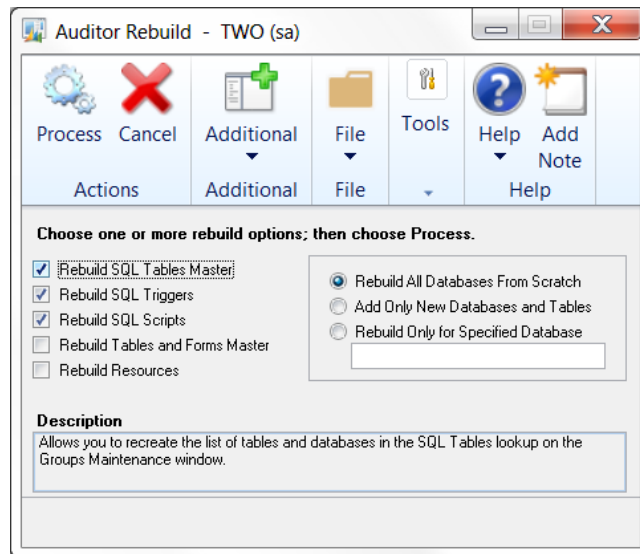 Auditor Rebuild - TWO (sa)
Process Cancel Additional File Tools Help Add Note
Actions Additional File Help
Choose one or more rebuild options; then choose Process.
Rebuild SQL Tables Master
Rebuild SQL Triggers
Rebuild SQL Scripts
Rebuild Tables and Forms Master
Rebuild Resources
Rebuild All Databases From Scratch
Add Only New Databases and Tables
Rebuild Only for Specified Database
Description
Allows you to recreate the list of tables and databases in the SQL Tables lookup on the
Groups Maintenance window.